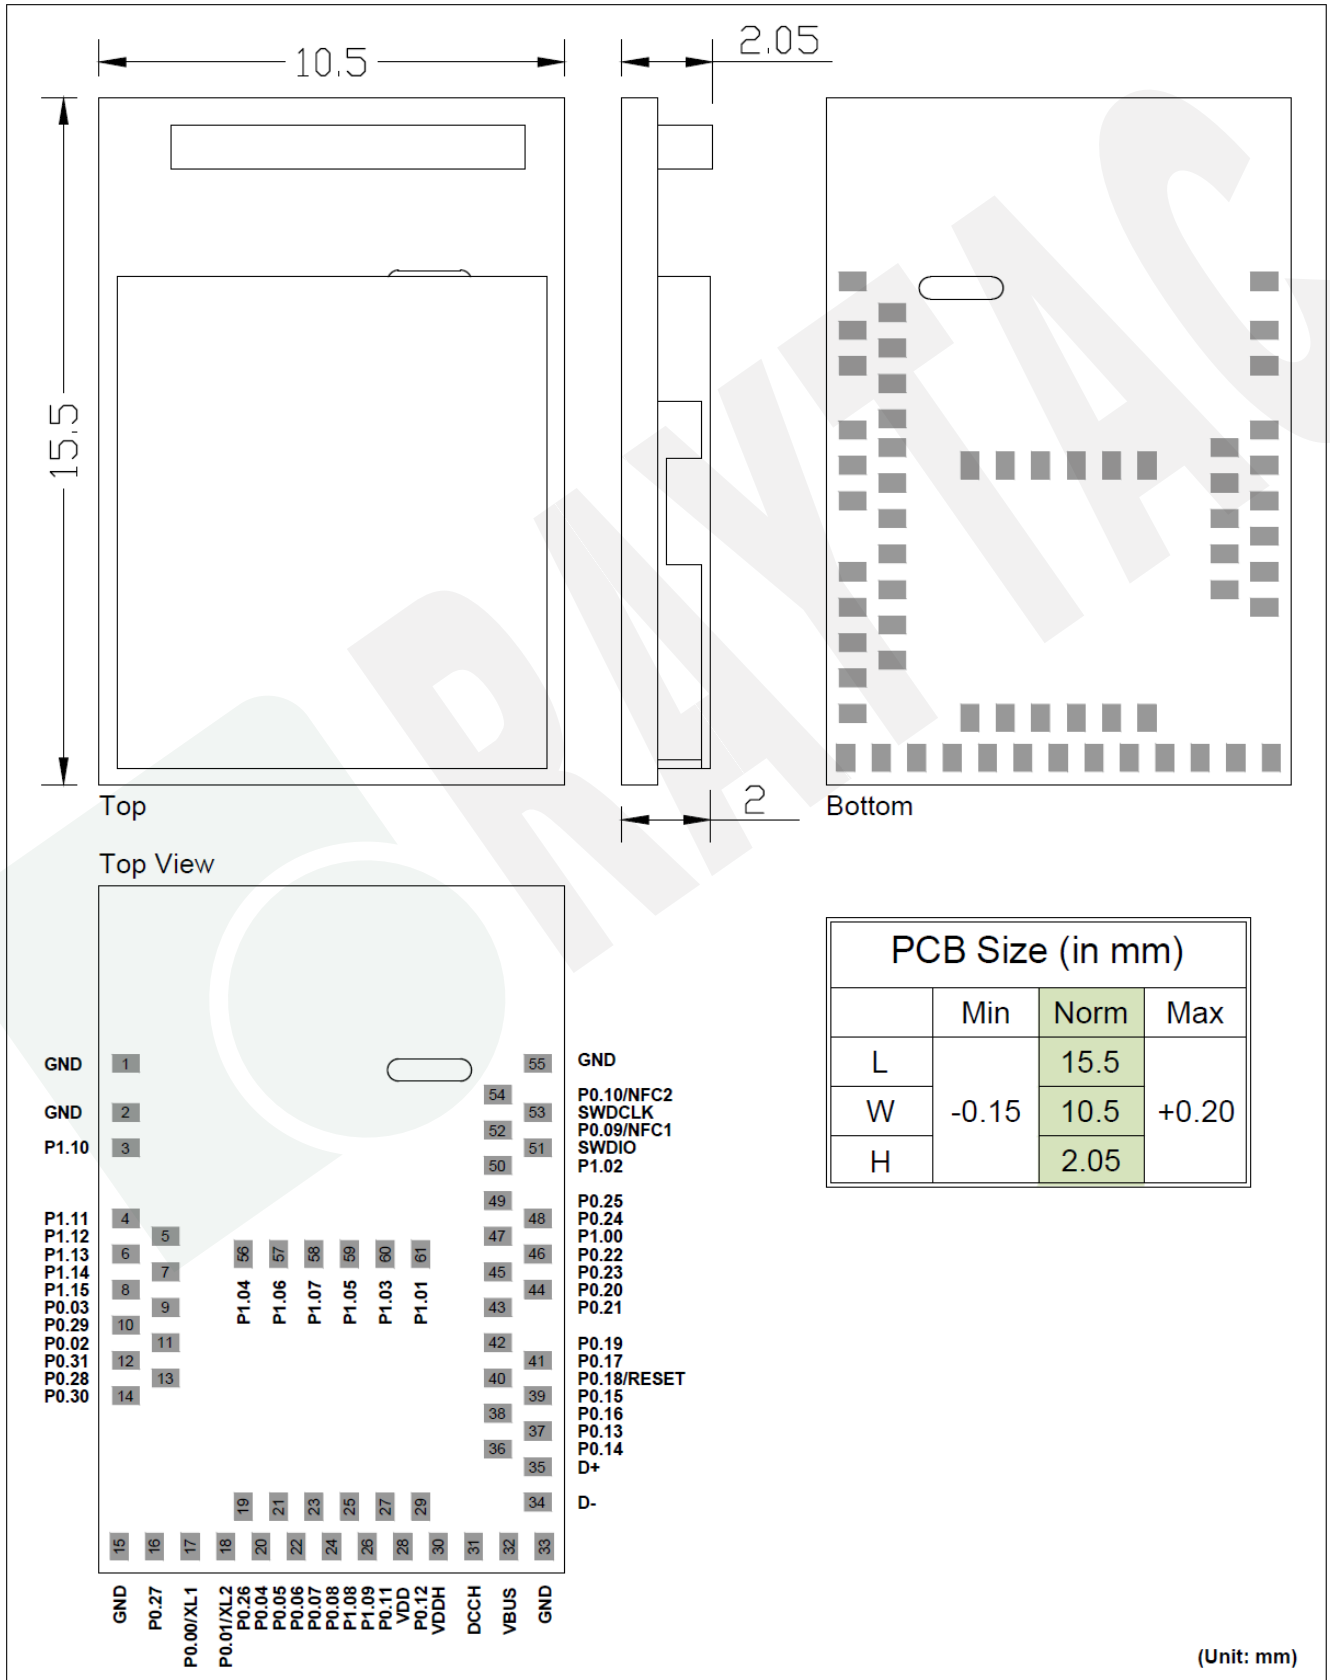 10.5
2.05
15.5
2
Top
Bottom
RAYTAC
Top View
PCB Size (in mm)
Min Norm Max
L 15.5
W -0.15 10.5 +0.20
H 2.05
GND 1
GND 2
P1.10 3
P1.11 4
P1.12 5
P1.13 6
P1.14 7
P1.15 8
P0.03 9
P0.29 10
P0.02 11
P0.31 12
P0.28 13
P0.30 14
56 57 58 59 60 61
P1.04 P1.06 P1.07 P1.05 P1.03 P1.01
55 GND
54 P0.10/NFC2
53 SWDCLK
52 P0.09/NFC1
51 SWDIO
50 P1.02
49 P0.25
48 P0.24
47 P1.00
46 P0.22
45 P0.23
44 P0.20
43 P0.21
42 P0.19
41 P0.17
40 P0.18/RESET
39 P0.15
38 P0.16
37 P0.13
36 P0.14
35 D+
34 D-
19 21 23 25 27 29
15 16 17 18 20 22 24 26 28 30 31 32 33
GND P0.27 P0.00/XL1 P0.01/XL2 P0.26 P0.04 P0.05 P0.06 P0.07 P0.08 P1.08 P1.09 P0.11 VDD P0.12 VDDH DCCH VBUS GND
(Unit: mm)